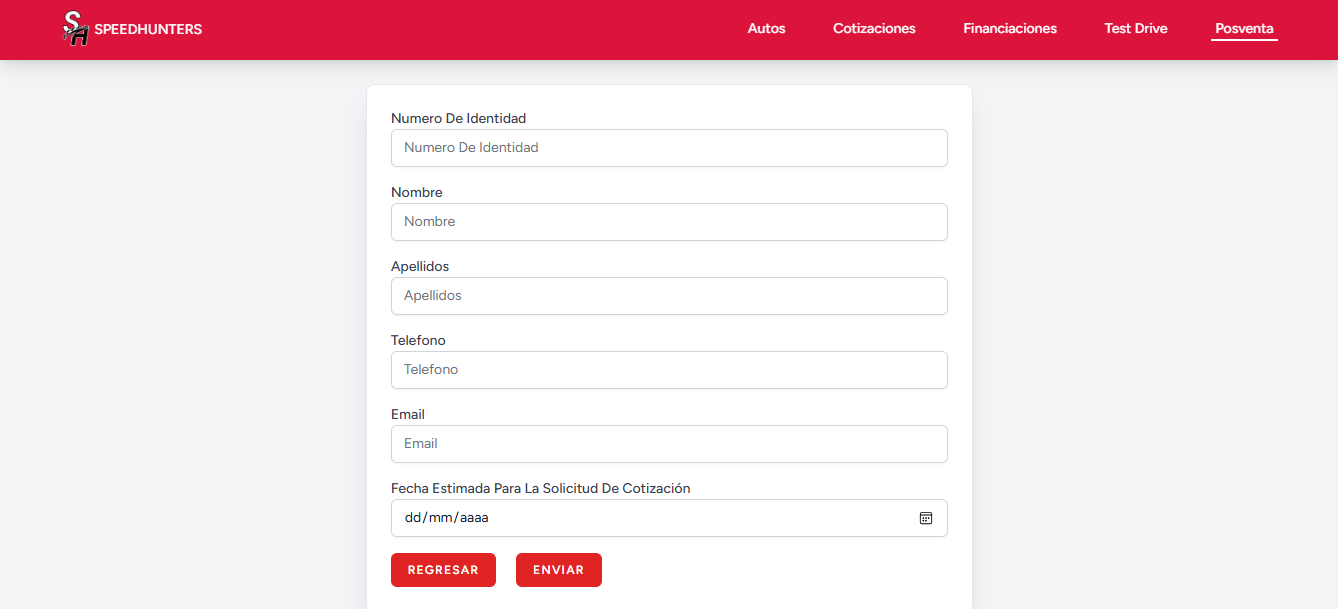 SH SPEEDHUNTERS Autos Cotizaciones Financiaciones Test Drive Posventa
Numero De Identidad
Numero De Identidad
Nombre
Nombre
Apellidos
Apellidos
Telefono
Telefono
Email
Email
Fecha Estimada Para La Solicitud De Cotización
dd/mm/aaaa
REGRESAR ENVIAR